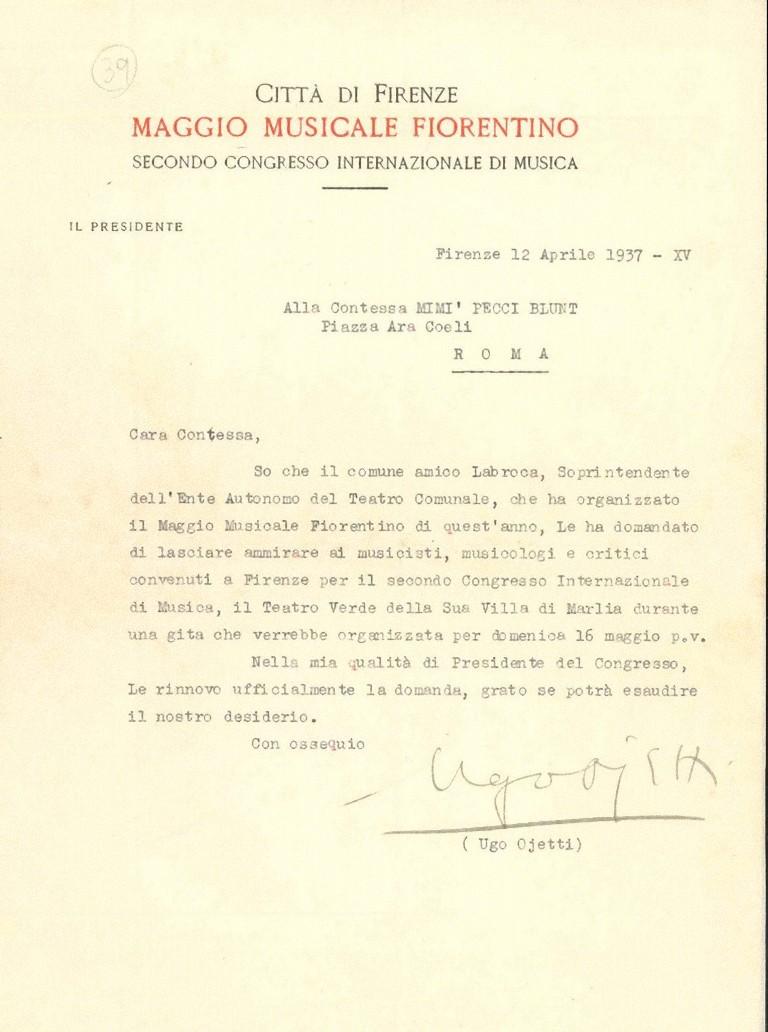 39
CITTÀ DI FIRENZE
MAGGIO MUSICALE FIORENTINO
SECONDO CONGRESSO INTERNAZIONALE DI MUSICA
IL PRESIDENTE
Firenze 12 Aprile 1937 - XV
Alla Contessa MIMI' PECCI BLUNT
Piazza Ara Coeli
R O M A
Cara Contessa,
So che il comune amico Labroca, Soprintendente
dell'Ente Autonomo del Teatro Comunale, che ha organizzato
il Maggio Musicale Fiorentino di quest'anno, Le ha domandato
di lasciare ammirare ai musicisti, musicologi e critici
convenuti a Firenze per il secondo Congresso Internazionale
di Musica, il Teatro Verde della Sua Villa di Marlia durante
una gita che verrebbe organizzata per domenica 16 maggio p.v.
Nella mia qualità di Presidente del Congresso,
Le rinnovo ufficialmente la domanda, grato se potrà esaudire
il nostro desiderio.
Con ossequio
Ugo Ojetti
( Ugo Ojetti)